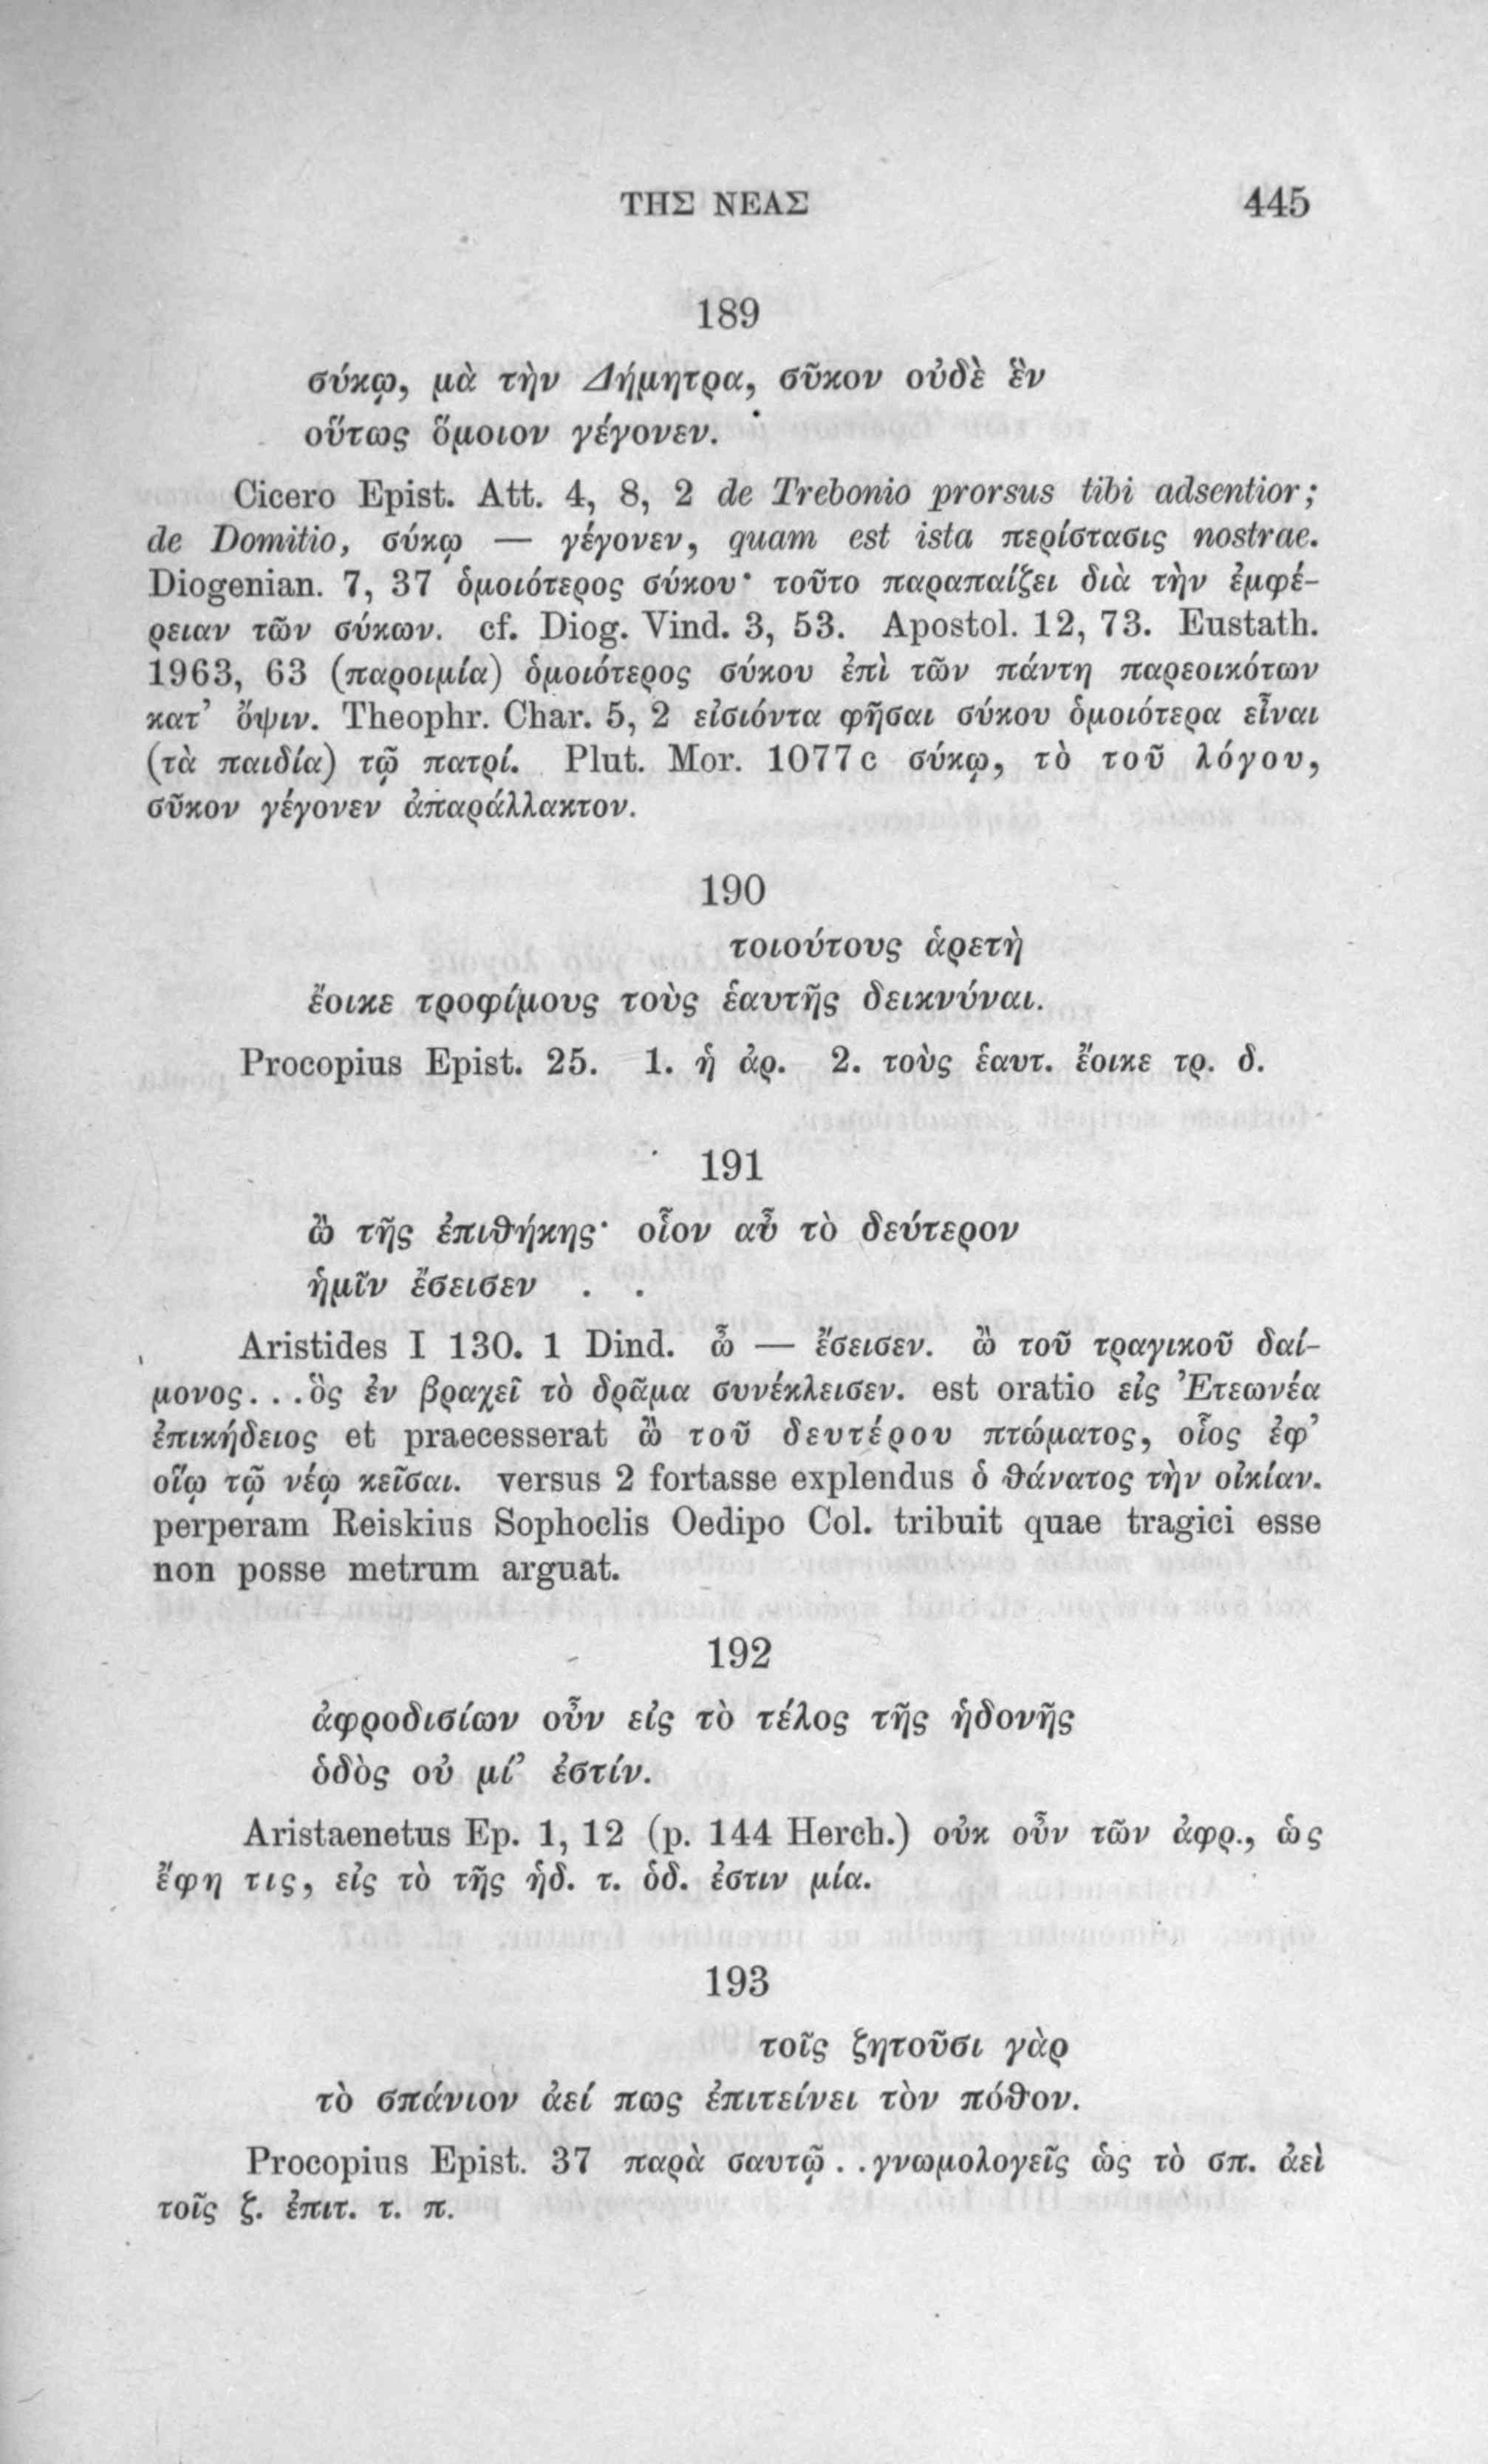 ΤΗΣ ΝΕΑΣ 445
189
σύκῳ, μὰ τὴν Δήμητρα, σῦκον οὐδὲ ἓν
οὕτως ὅμοιον γέγονεν.
Cicero Epist. Att. 4, 8, 2 de Trebonio prorsus tibi adsentior;
de Domitio, σύκῳ — γέγονεν, quam est ista περίστασις nostrae.
Diogenian. 7, 37 ὁμοιότερος σύκου· τοῦτο παραπαίζει διὰ τὴν ἐμφέ-
ρειαν τῶν σύκων. cf. Diog. Vind. 3, 53. Apostol. 12, 73. Eustath.
1963, 63 (παροιμία) ὁμοιότερος σύκου ἐπὶ τῶν πάντη παρεοικότων
κατ’ ὄψιν. Theophr. Char. 5, 2 εἰσιόντα φῆσαι σύκου ὁμοιότερα εἶναι
(τὰ παιδία) τῷ πατρί. Plut. Mor. 1077 c σύκῳ, τὸ τοῦ λόγου,
σῦκον γέγονεν ἀπαράλλακτον.
190
τοιούτους ἁρετὴ
ἔοικε τροφίμους τοὺς ἑαυτῆς δεικνύναι.
Procopius Epist. 25. 1. ἡ ἀρ. 2. τοὺς ἑαυτ. ἔοικε τρ. δ.
191
ὢ τῆς ἐπιθήκης· οἷον αὖ τὸ δεύτερον
ἡμῖν ἔσεισεν . .
Aristides I 130. 1 Dind. ὦ — ἔσεισεν. ὢ τοῦ τραγικοῦ δαί-
μονος. . .ὃς ἐν βραχεῖ τὸ δρᾶμα συνέκλεισεν. est oratio εἰς Ἐτεωνέα
ἐπικήδειος et praecesserat ὢ τοῦ δευτέρου πτώματος, οἷος ἐφ’
οἵῳ τῷ νέῳ κεῖσαι. versus 2 fortasse explendus ὁ θάνατος τὴν οἰκίαν.
perperam Reiskius Sophoclis Oedipo Col. tribuit quae tragici esse
non posse metrum arguat.
192
ἀφροδισίων οὖν εἰς τὸ τέλος τῆς ἡδονῆς
ὁδὸς οὐ μί’ ἐστίν.
Aristaenetus Ep. 1, 12 (p. 144 Herch.) οὐκ οὖν τῶν ἀφρ., ὡς
ἔφη τις, εἰς τὸ τῆς ἡδ. τ. ὁδ. ἐστιν μία.
193
τοῖς ζητοῦσι γὰρ
τὸ σπάνιον ἀεί πως ἐπιτείνει τὸν πόθον.
Procopius Epist. 37 παρὰ σαυτῷ . .γνωμολογεῖς ὡς τὸ σπ. ἀεὶ
τοῖς ζ. ἐπιτ. τ. π.